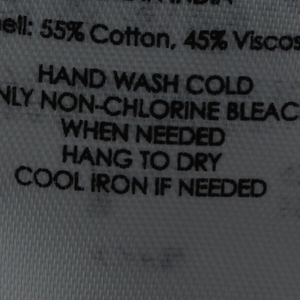 ell: 55% Cotton, 45% Viscos
HAND WASH COLD
NLY NON-CHLORINE BLEAC
WHEN NEEDED
HANG TO DRY
COOL IRON IF NEEDED